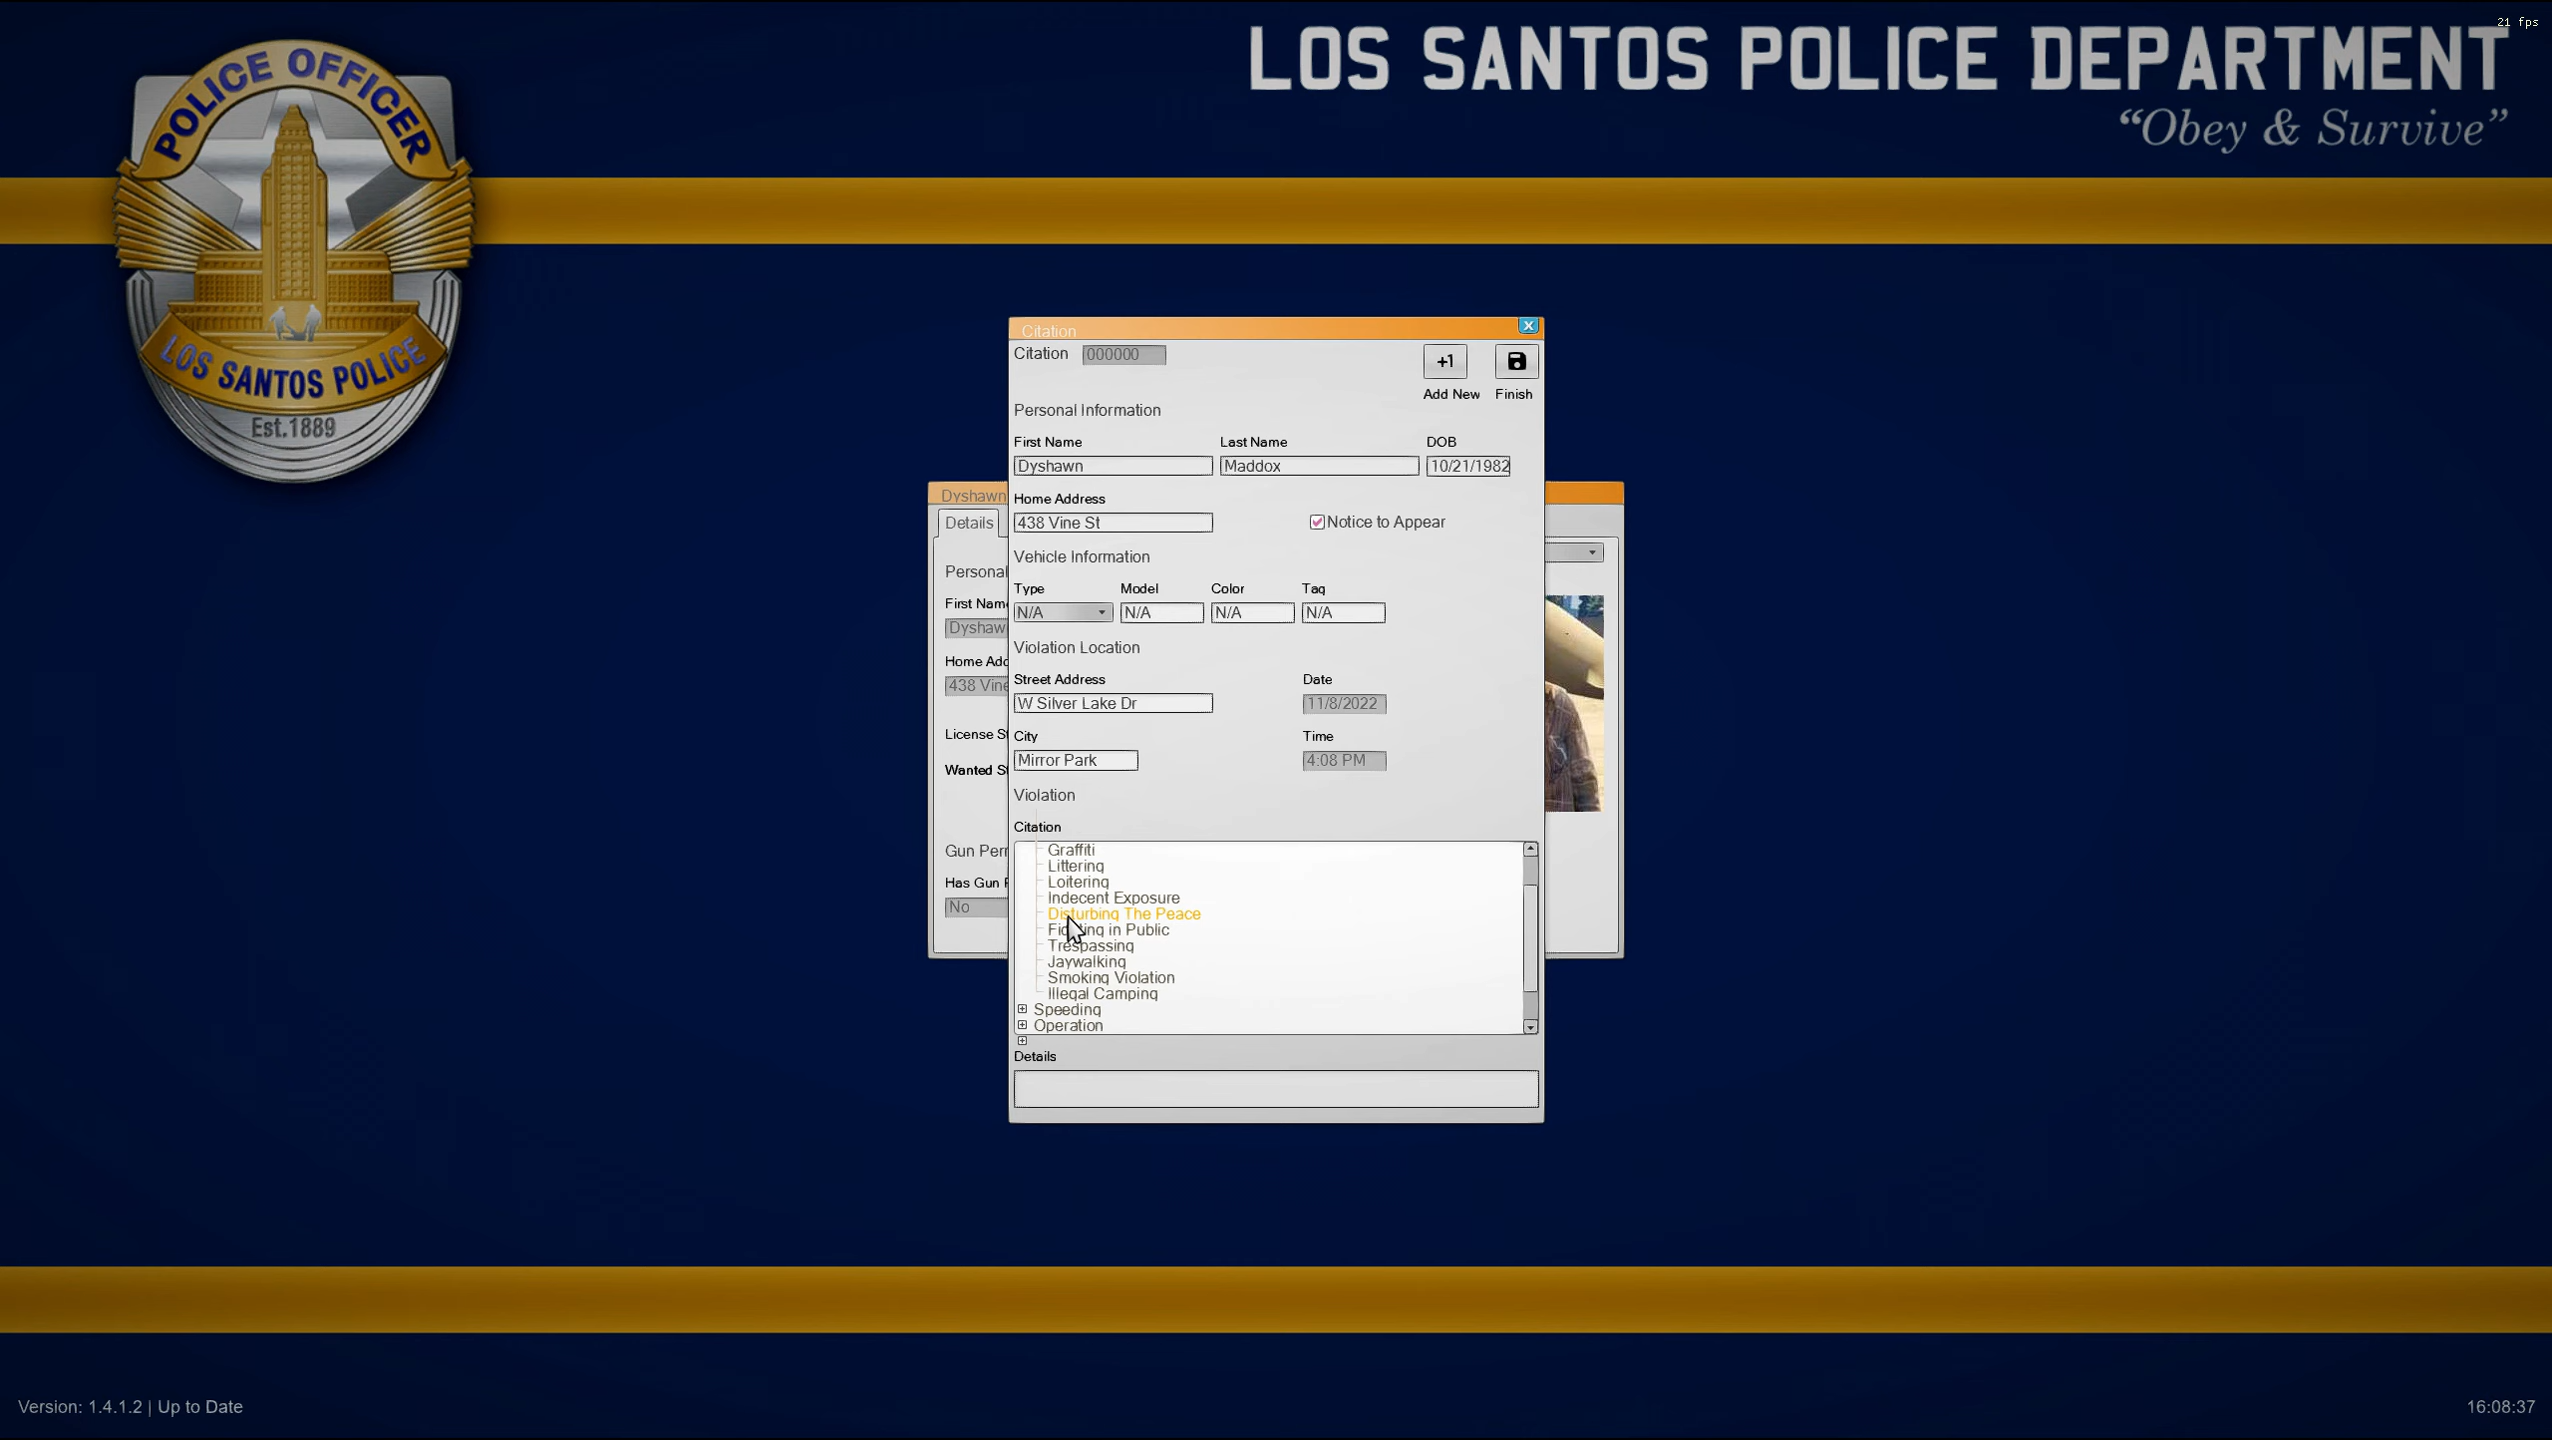 21 fps
LOS SANTOS POLICE DEPARTMENT
“Obey & Survive”
POLICE OFFICER
LOS SANTOS POLICE
Est.1889
Citation
Citation 000000
+1
Add New Finish
Personal Information
First Name Last Name DOB
Dyshawn Maddox 10/21/1982
Home Address
438 Vine St Notice to Appear
Vehicle Information
Type Model Color Tag
N/A N/A N/A N/A
Violation Location
Street Address Date
W Silver Lake Dr 11/8/2022
City Time
Mirror Park 4:08 PM
Violation
Citation
Graffiti
Littering
Loitering
Indecent Exposure
Disturbing The Peace
in Public
Trespassing
Jaywalking
Smoking Violation
Illegal Camping
Speeding
Operation
Details
Dyshawn
Details
Personal
First Nam
Dyshaw
Home Add
438 Vine
License St
Wanted St
Gun Perr
Has Gun P
No
Version: 1.4.1.2 | Up to Date
16:08:37